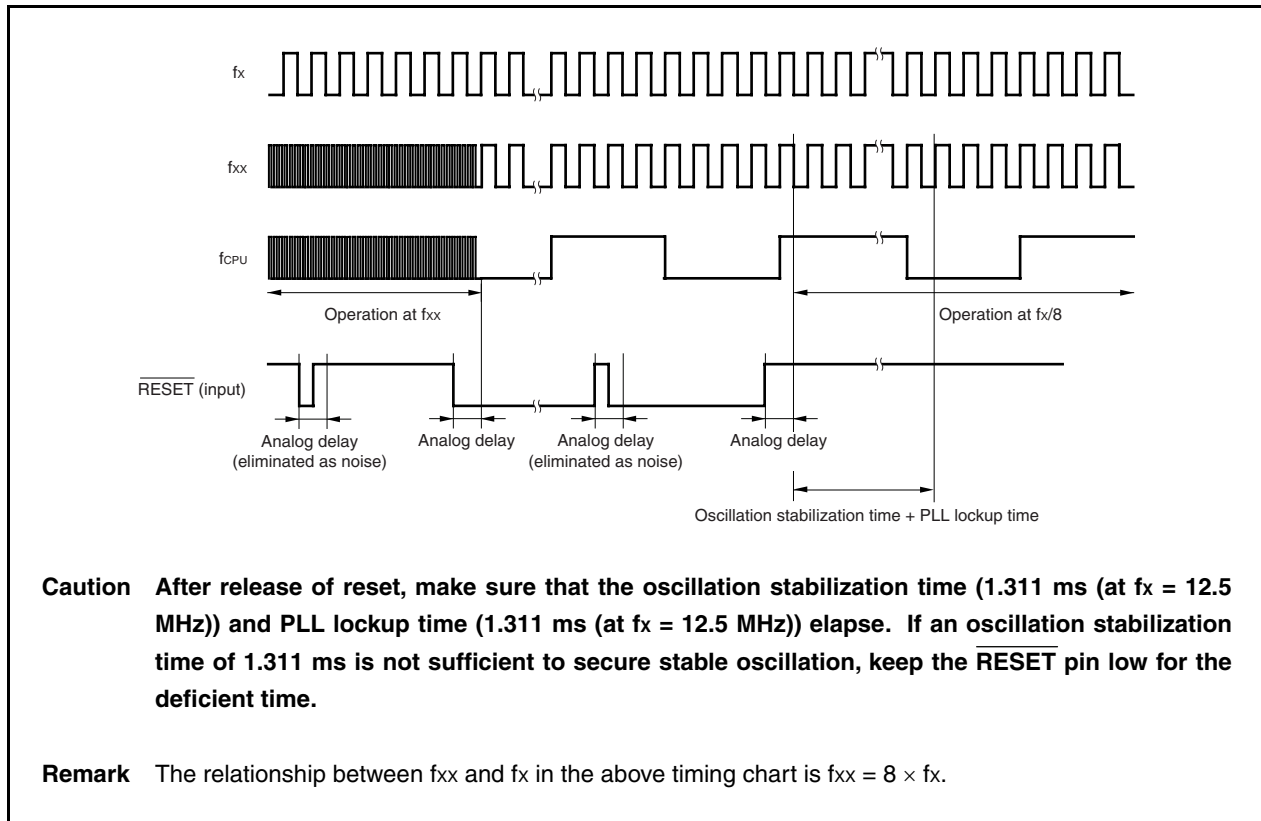 fX
fXX
fCPU
Operation at fXX
Operation at fX/8
RESET (input)
Analog delay
(eliminated as noise)
Analog delay
Analog delay
(eliminated as noise)
Analog delay
Oscillation stabilization time + PLL lockup time
Caution After release of reset, make sure that the oscillation stabilization time (1.311 ms (at fX = 12.5
MHz)) and PLL lockup time (1.311 ms (at fX = 12.5 MHz)) elapse. If an oscillation stabilization
time of 1.311 ms is not sufficient to secure stable oscillation, keep the RESET pin low for the
deficient time.
Remark The relationship between fXX and fX in the above timing chart is fXX = 8 × fX.